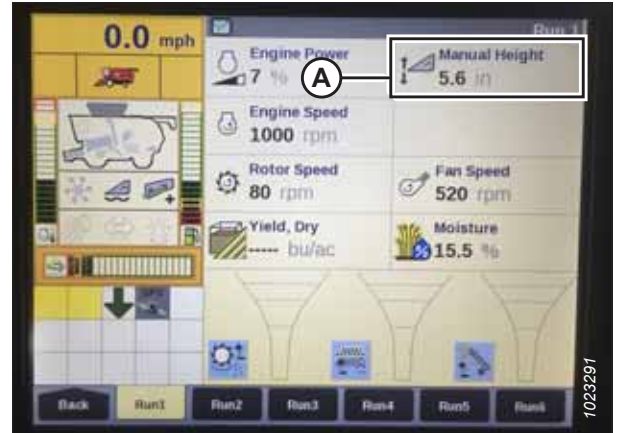 0.0 mph
Run 1
Engine Power
7 %
A
Manual Height
5.6 in
Engine Speed
1000 rpm
Rotor Speed
80 rpm
Fan Speed
520 rpm
Yield, Dry
----- bu/ac
Moisture
15.5 %
Back
Run1
Run2
Run3
Run4
Run5
Run6
1023291